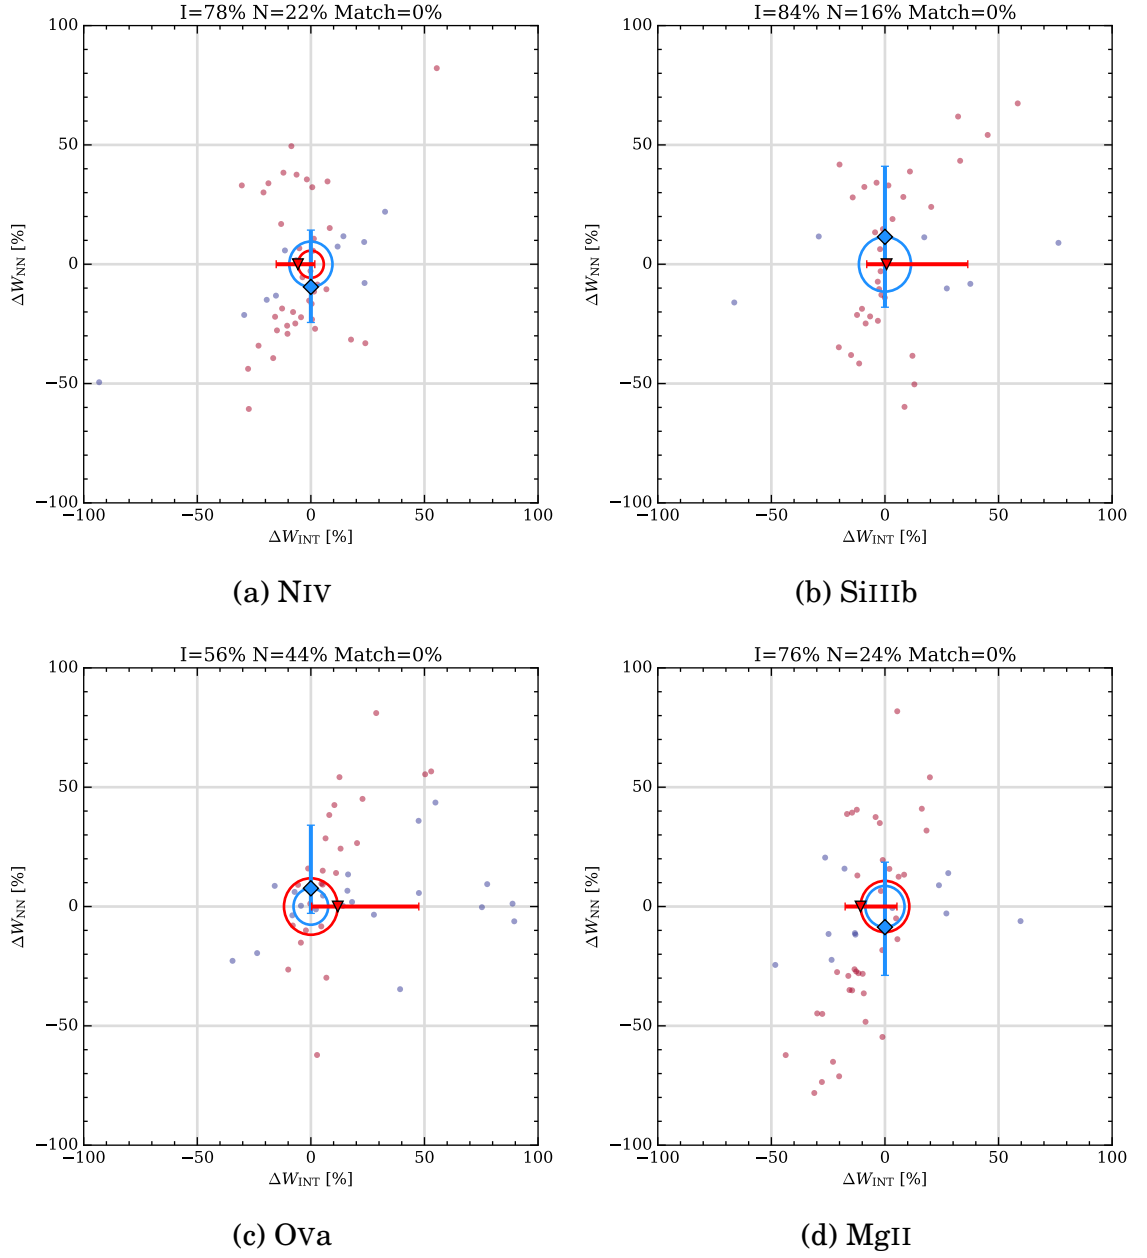 I=78% N=22% Match=0%
100
50
0
−50
−100
ΔW_NN [%]
−100 −50 0 50 100
ΔW_INT [%]
(a) NIV
I=84% N=16% Match=0%
100
50
0
−50
−100
ΔW_NN [%]
−100 −50 0 50 100
ΔW_INT [%]
(b) SiIIIb
I=56% N=44% Match=0%
100
50
0
−50
−100
ΔW_NN [%]
−100 −50 0 50 100
ΔW_INT [%]
(c) OVa
I=76% N=24% Match=0%
100
50
0
−50
−100
ΔW_NN [%]
−100 −50 0 50 100
ΔW_INT [%]
(d) MgII